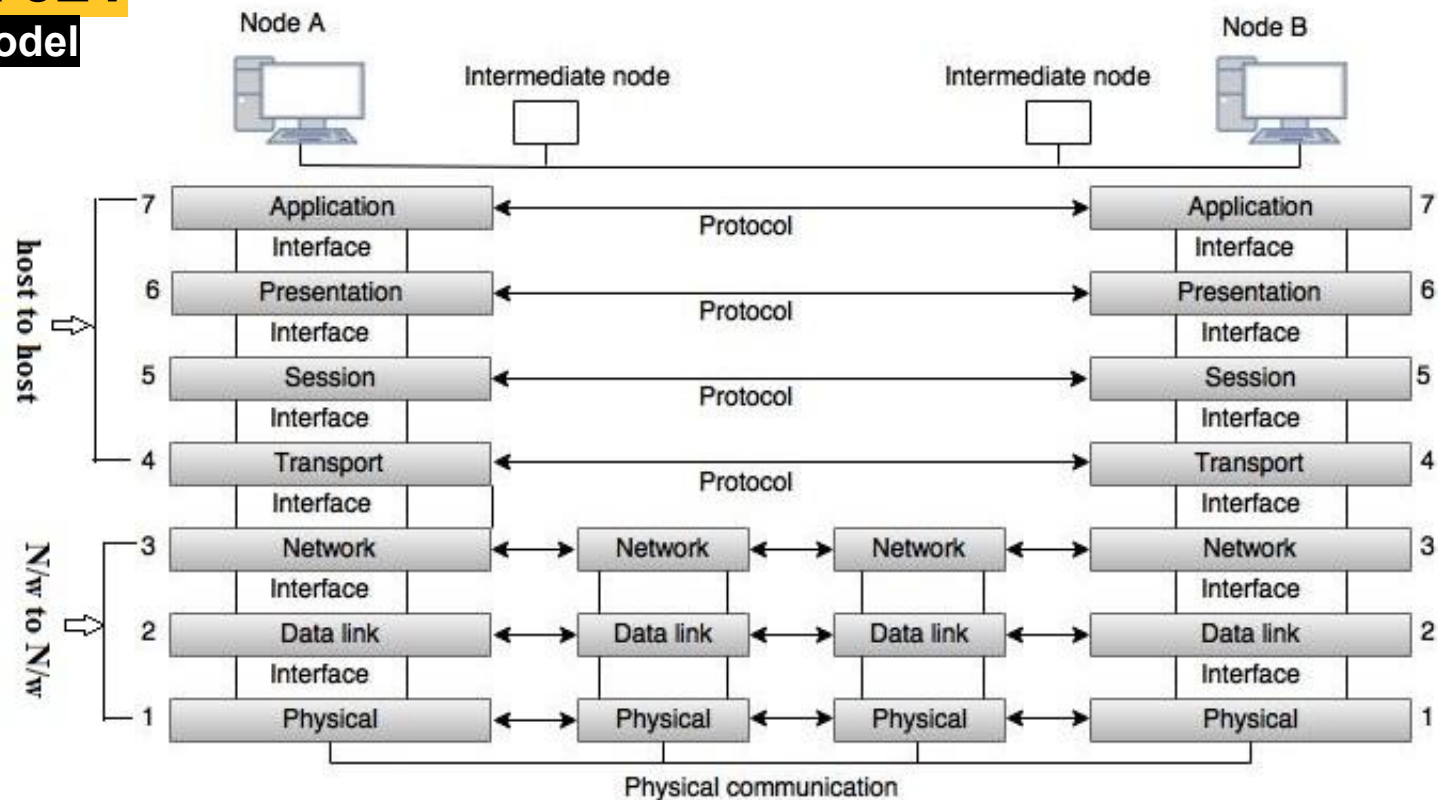 odel
Node A
Node B
Intermediate node
Intermediate node
7 Application
Protocol
Application 7
Interface
Interface
6 Presentation
Protocol
Presentation 6
Interface
Interface
5 Session
Protocol
Session 5
Interface
Interface
4 Transport
Protocol
Transport 4
Interface
Interface
host to host
3 Network
Network
Network
Network 3
Interface
Interface
2 Data link
Data link
Data link
Data link 2
Interface
Interface
1 Physical
Physical
Physical
Physical 1
N/w to N/w
Physical communication